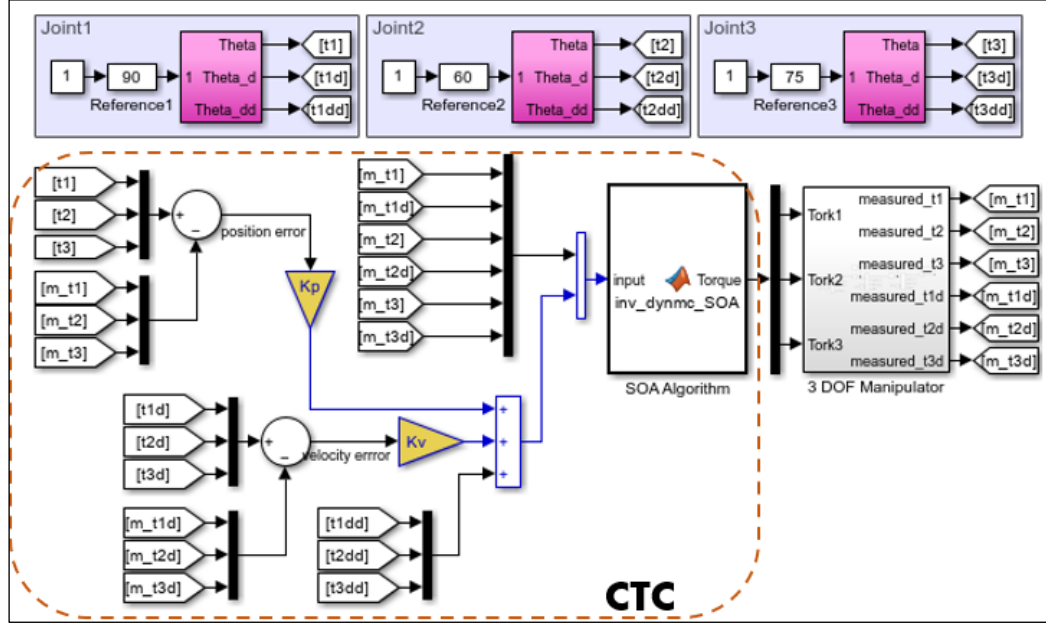 Joint1
1
90
Reference1
1
Theta
Theta_d
Theta_dd
[t1]
[t1d]
[t1dd]
Joint2
1
60
Reference2
1
Theta
Theta_d
Theta_dd
[t2]
[t2d]
[t2dd]
Joint3
1
75
Reference3
1
Theta
Theta_d
Theta_dd
[t3]
[t3d]
[t3dd]
[t1]
[t2]
[t3]
+
−
position error
[m_t1]
[m_t2]
[m_t3]
Kp
[m_t1]
[m_t1d]
[m_t2]
[m_t2d]
[m_t3]
[m_t3d]
input
Torque
inv_dynmc_SOA
SOA Algorithm
Tork1
Tork2
Tork3
measured_t1
measured_t2
measured_t3
measured_t1d
measured_t2d
measured_t3d
3 DOF Manipulator
[m_t1]
[m_t2]
[m_t3]
[m_t1d]
[m_t2d]
[m_t3d]
[t1d]
[t2d]
[t3d]
+
−
velocity errror
Kv
+
+
+
[m_t1d]
[m_t2d]
[m_t3d]
[t1dd]
[t2dd]
[t3dd]
CTC